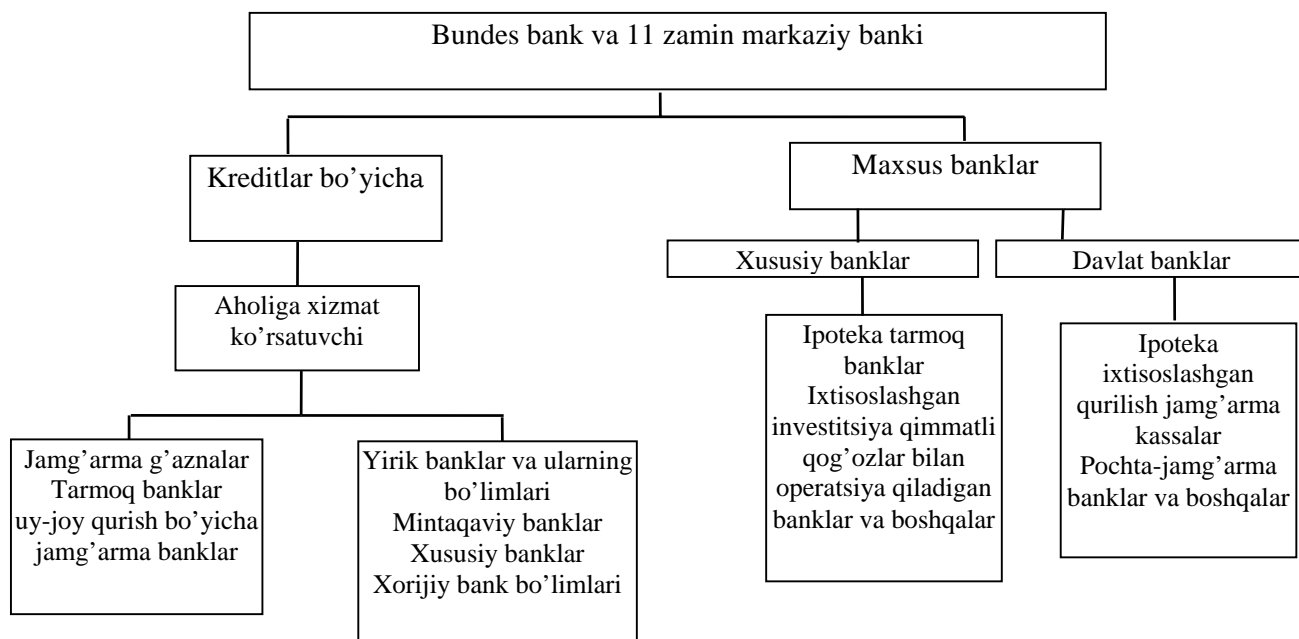 Bundes bank va 11 zamin markaziy banki
Kreditlar bo’yicha
Maxsus banklar
Xususiy banklar
Davlat banklar
Aholiga xizmat
ko’rsatuvchi
Ipoteka tarmoq
banklar
Ixtisoslashgan
investitsiya qimmatli
qog’ozlar bilan
operatsiya qiladigan
banklar va boshqalar
Ipoteka
ixtisoslashgan
qurilish jamg’arma
kassalar
Pochta-jamg’arma
banklar va boshqalar
Jamg’arma g’aznalar
Tarmoq banklar
uy-joy qurish bo’yicha
jamg’arma banklar
Yirik banklar va ularning
bo’limlari
Mintaqaviy banklar
Xususiy banklar
Xorijiy bank bo’limlari